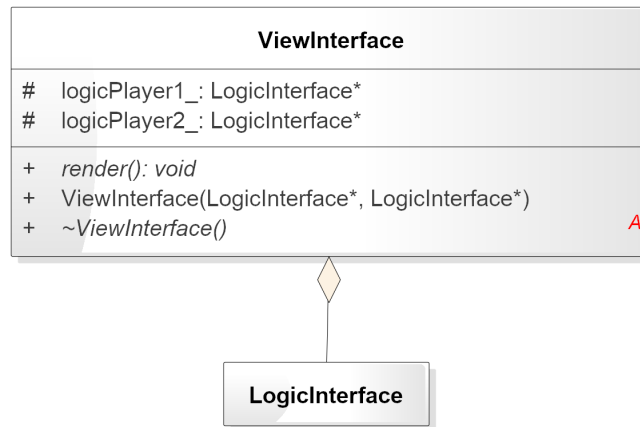 ViewInterface
# logicPlayer1_: LogicInterface*
# logicPlayer2_: LogicInterface*
+ render(): void
+ ViewInterface(LogicInterface*, LogicInterface*)
+ ~ViewInterface()
A
LogicInterface